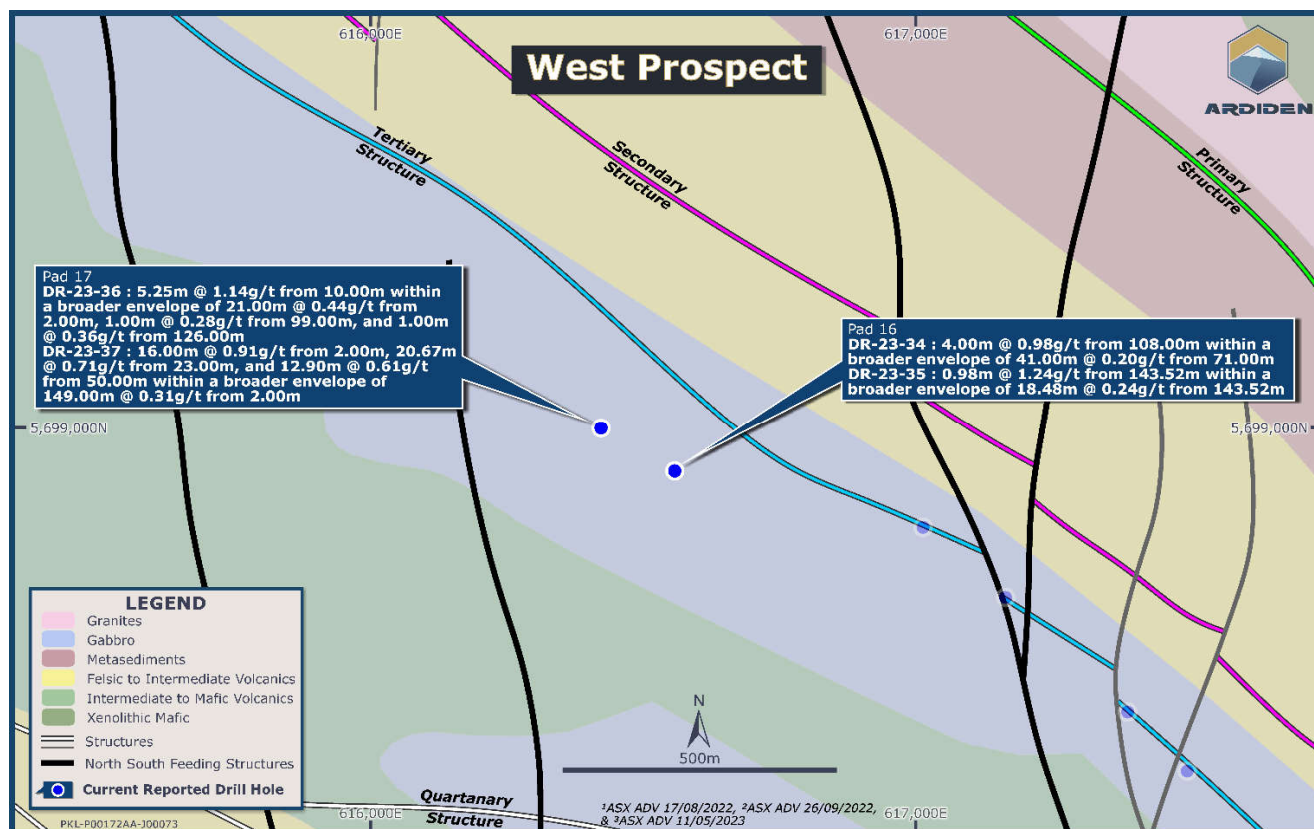 616,000E
617,000E
West Prospect
ARDIDEN
Tertiary
Structure
Secondary
Structure
Primary
Structure
Pad 17
DR-23-36 : 5.25m @ 1.14g/t from 10.00m within
a broader envelope of 21.00m @ 0.44g/t from
2.00m, 1.00m @ 0.28g/t from 99.00m, and 1.00m
@ 0.36g/t from 126.00m
DR-23-37 : 16.00m @ 0.91g/t from 2.00m, 20.67m
@ 0.71g/t from 23.00m, and 12.90m @ 0.61g/t
from 50.00m within a broader envelope of
149.00m @ 0.31g/t from 2.00m
Pad 16
DR-23-34 : 4.00m @ 0.98g/t from 108.00m within a
broader envelope of 41.00m @ 0.20g/t from 71.00m
DR-23-35 : 0.98m @ 1.24g/t from 143.52m within a
broader envelope of 18.48m @ 0.24g/t from 143.52m
5,699,000N
5,699,000N
LEGEND
Granites
Gabbro
Metasediments
Felsic to Intermediate Volcanics
Intermediate to Mafic Volcanics
Xenolithic Mafic
Structures
North South Feeding Structures
Current Reported Drill Hole
PKL-P00172AA-J00073
N
500m
Quartanary
Structure
¹ASX ADV 17/08/2022, ²ASX ADV 26/09/2022,
& ³ASX ADV 11/05/2023
616,000E
617,000E